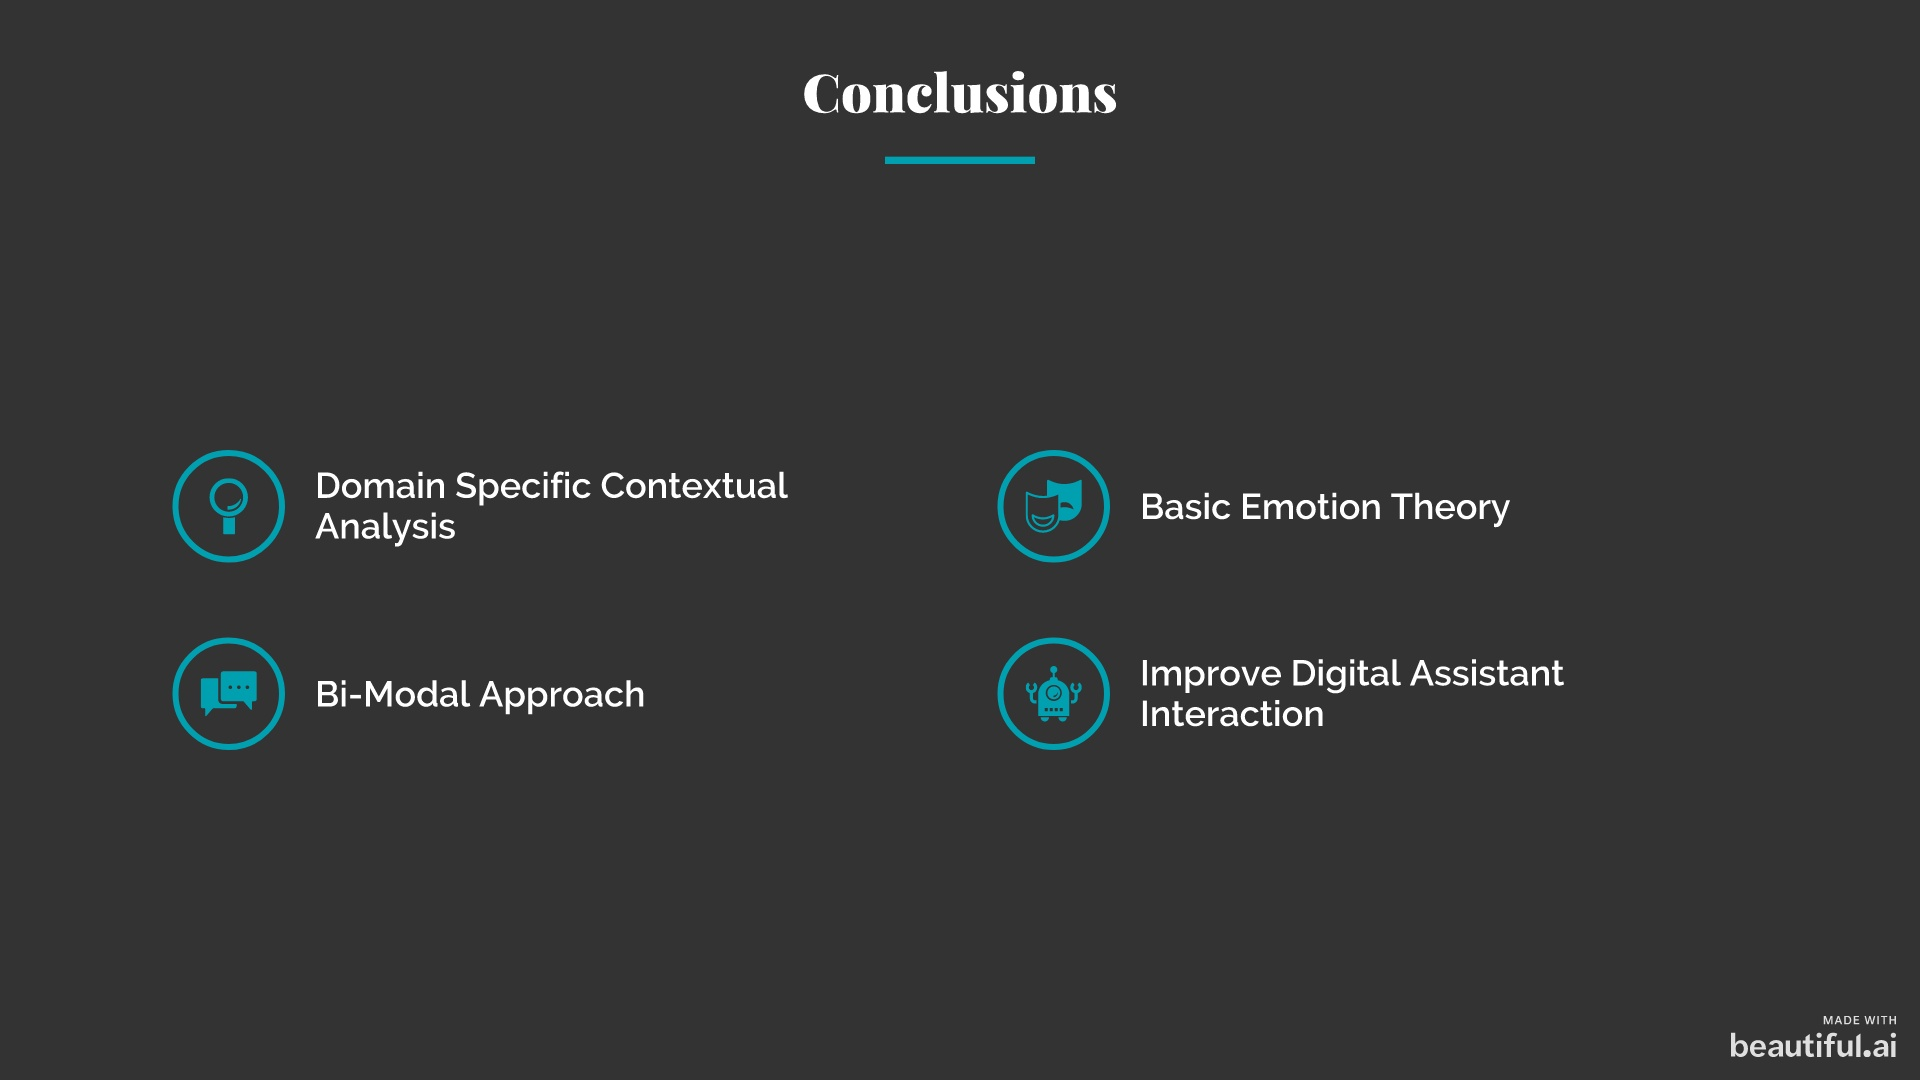 Conclusions
Domain Specific Contextual
Analysis
Basic Emotion Theory
Bi-Modal Approach
Improve Digital Assistant
Interaction
MADE WITH
beautiful.ai